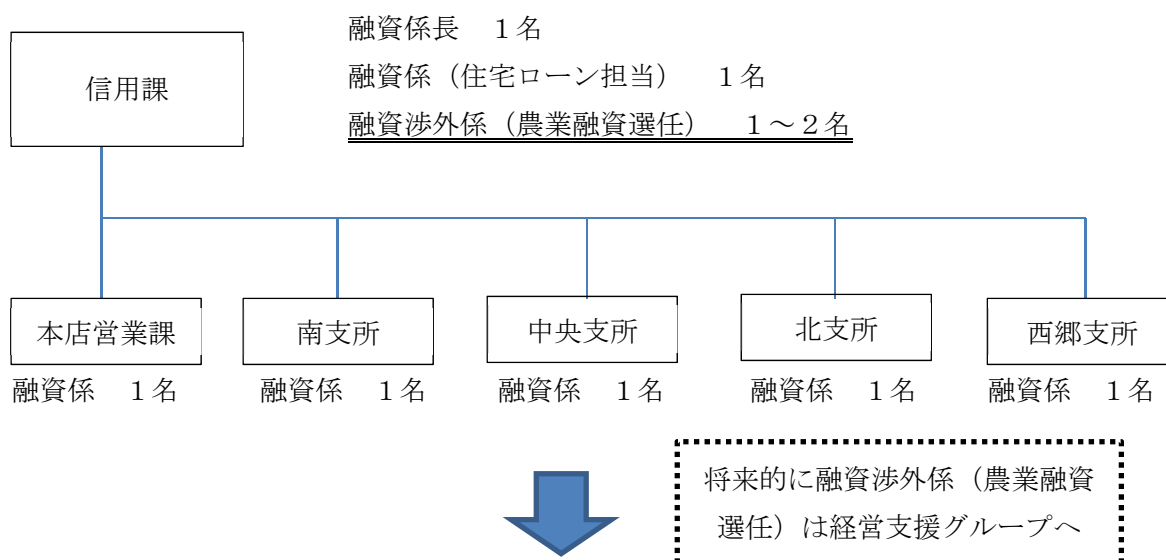 融資係長　１名
信用課
融資係（住宅ローン担当）　１名
融資渉外係（農業融資選任）　１～２名
本店営業課
南支所
中央支所
北支所
西郷支所
融資係　１名
融資係　１名
融資係　１名
融資係　１名
融資係　１名
将来的に融資渉外係（農業融資
選任）は経営支援グループへ